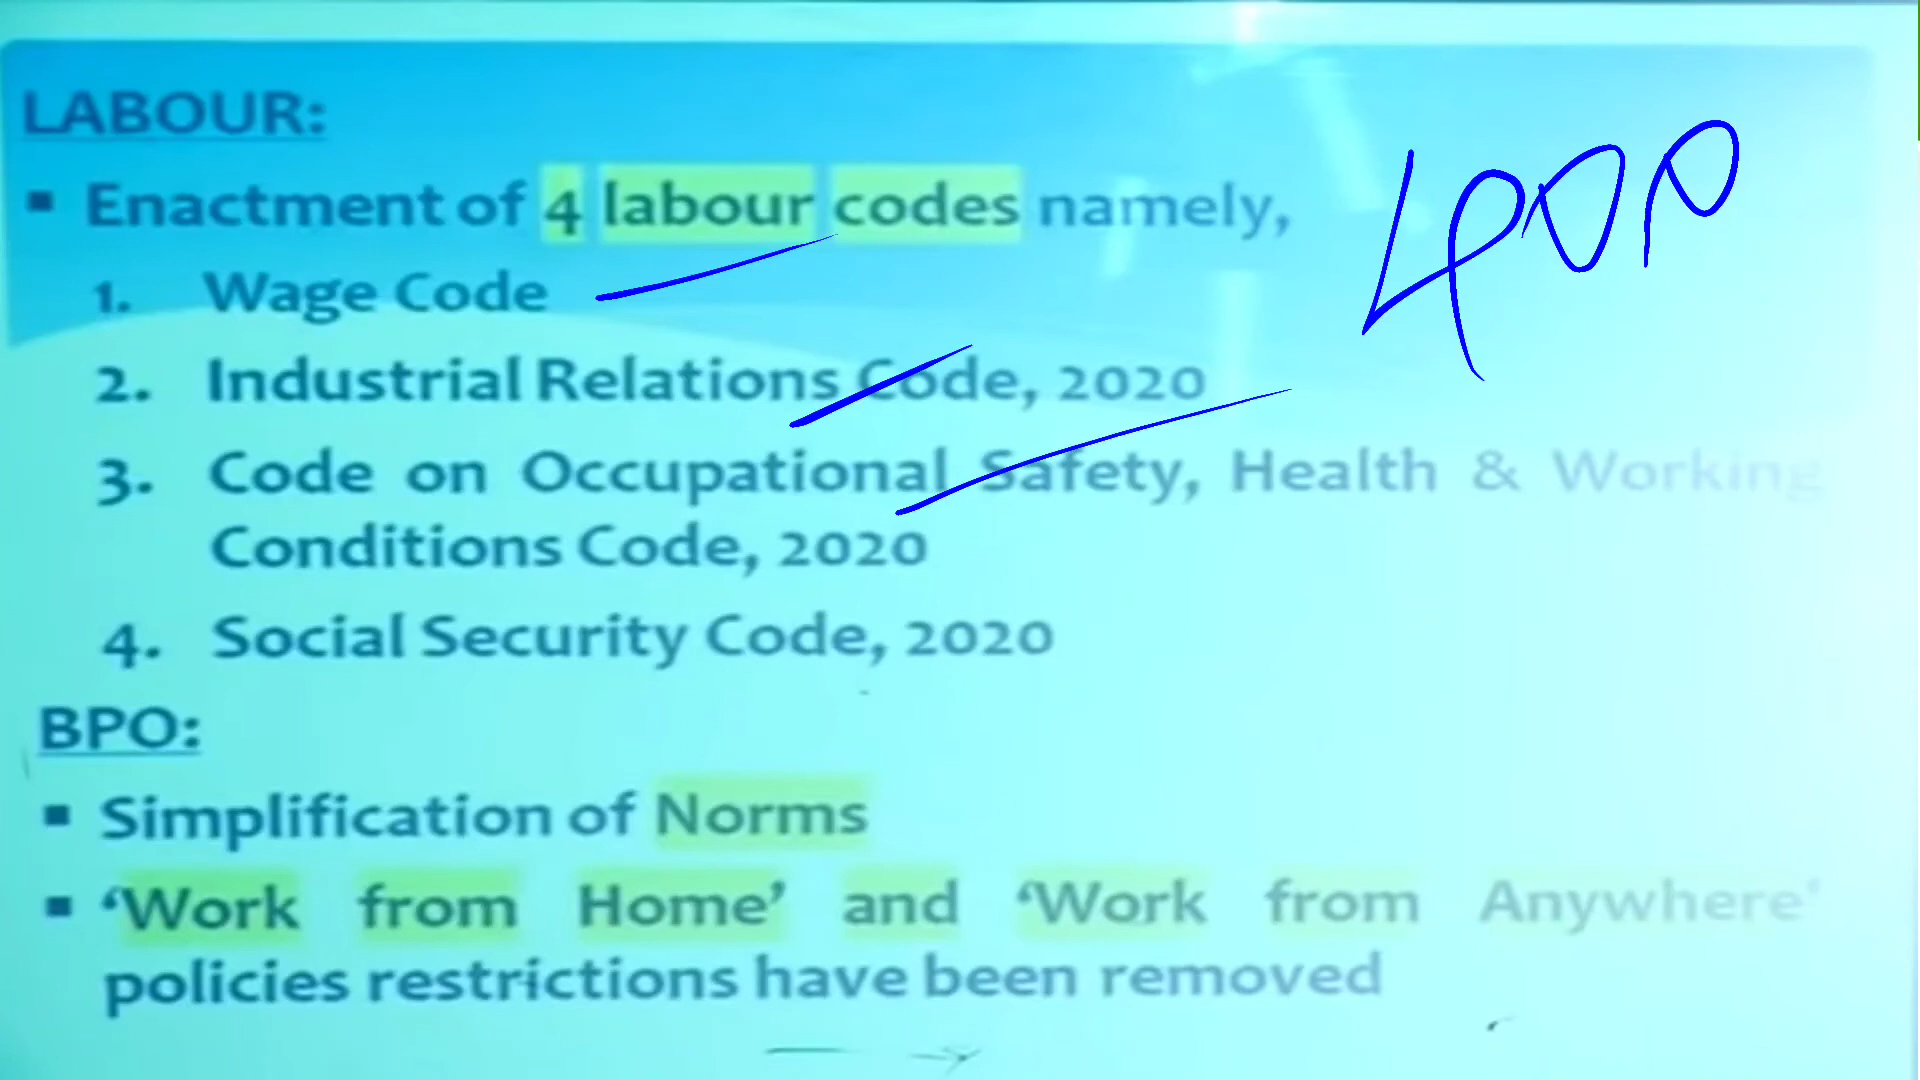 LABOUR:
▪ Enactment of 4 labour codes namely,
1. Wage Code
2. Industrial Relations Code, 2020
3. Code on Occupational Safety, Health & Working
Conditions Code, 2020
4. Social Security Code, 2020
BPO:
▪ Simplification of Norms
▪ ‘Work from Home’ and ‘Work from Anywhere’
policies restrictions have been removed